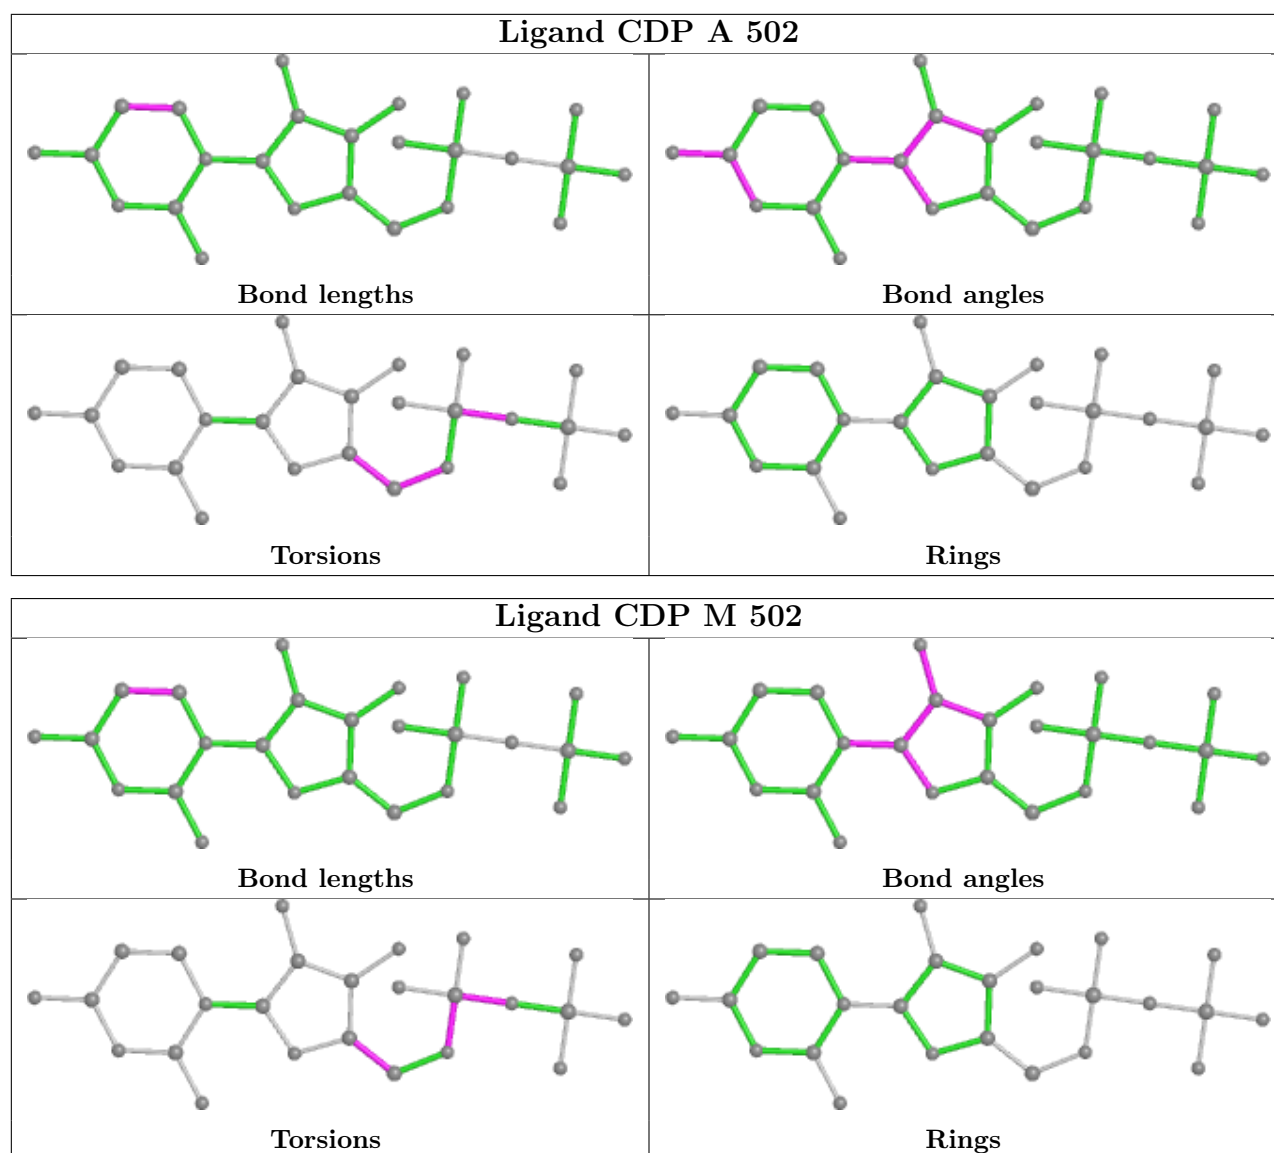 Ligand CDP A 502
Bond lengths
Bond angles
Torsions
Rings
Ligand CDP M 502
Bond lengths
Bond angles
Torsions
Rings